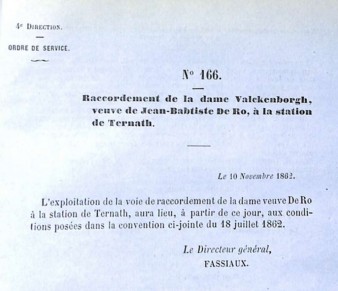 4e DIRECTION.
ORDRE DE SERVICE.
No 166.
Raccordement de la dame Valckenborgh,
veuve de Jean-Baptiste De Ro, à la station
de Ternath.
Le 10 Novembre 1862.
L'exploitation de la voie de raccordement de la dame veuve De Ro
à la station de Ternath, aura lieu, à partir de ce jour, aux condi-
tions posées dans la convention ci-jointe du 18 juillet 1862.
Le Directeur général,
FASSIAUX.